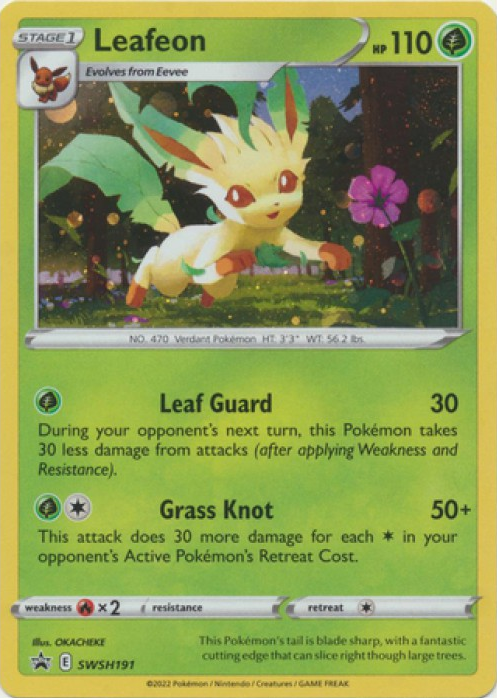 STAGE 1
Leafeon
HP 110
Evolves from Eevee
NO. 470 Verdant Pokémon HT: 3'3" WT: 56.2 lbs.
Leaf Guard 30
During your opponent's next turn, this Pokémon takes
30 less damage from attacks (after applying Weakness and
Resistance).
Grass Knot 50+
This attack does 30 more damage for each in your
opponent's Active Pokémon's Retreat Cost.
weakness ×2 resistance retreat
Illus. OKACHEKE
This Pokémon's tail is blade sharp, with a fantastic
cutting edge that can slice right though large trees.
E SWSH191
©2022 Pokémon / Nintendo / Creatures / GAME FREAK